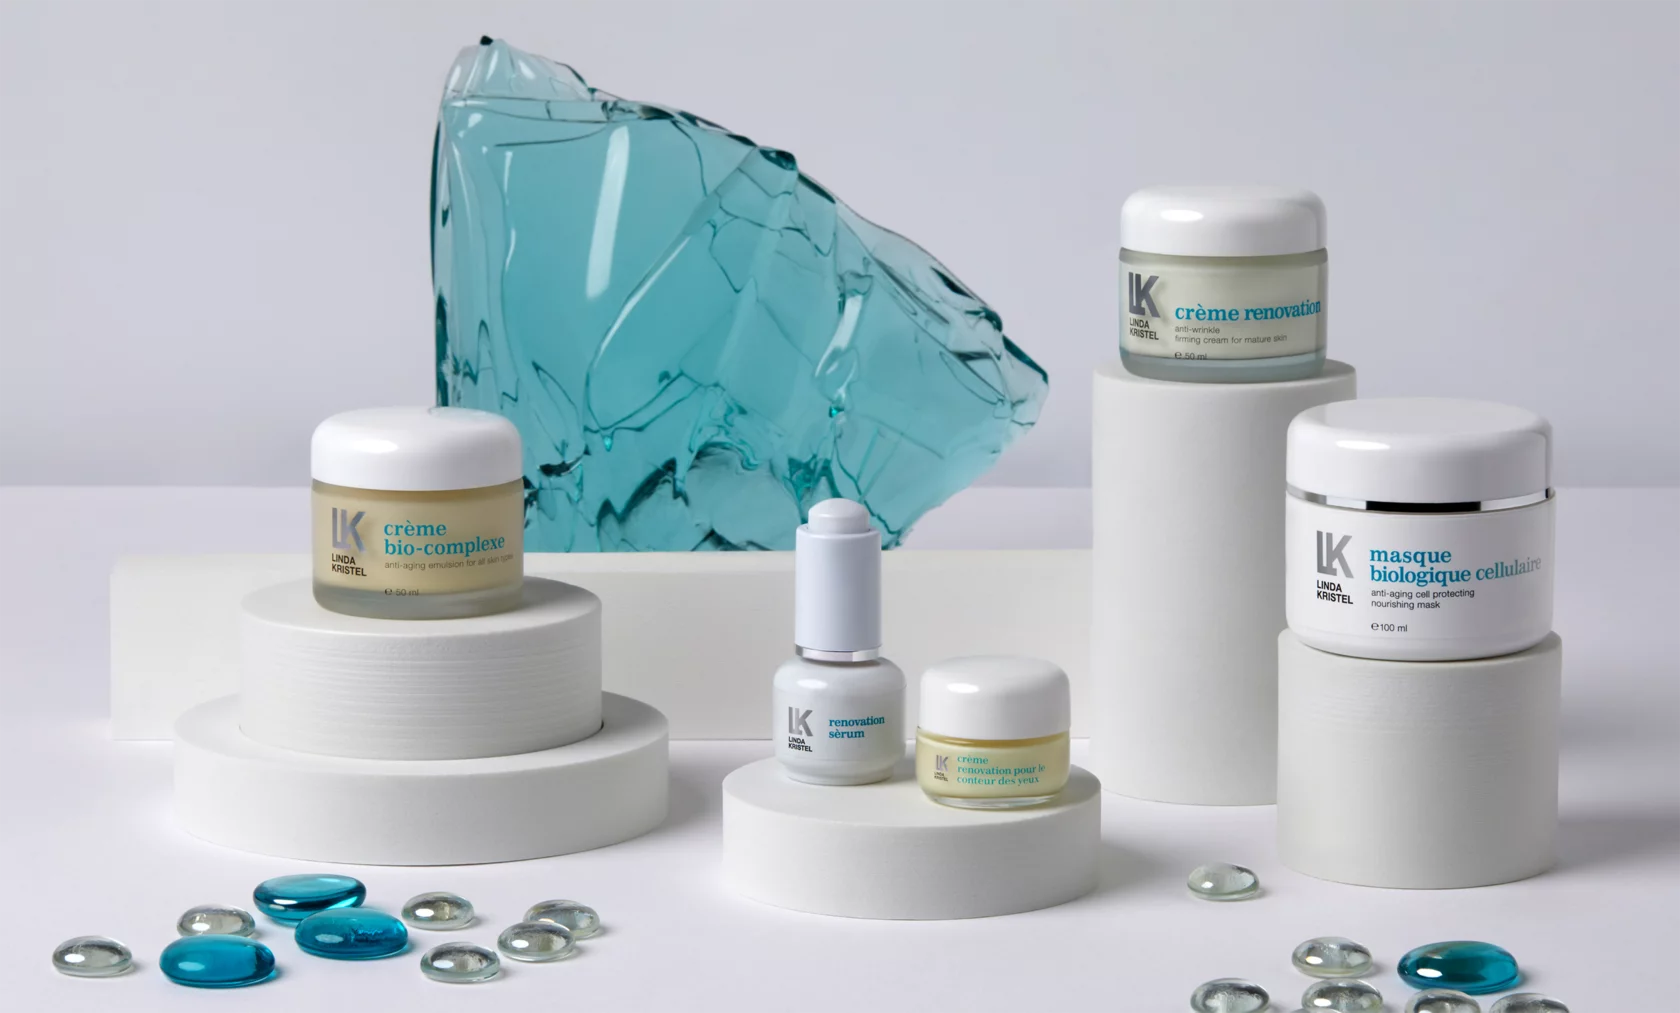 LK
LINDA
KRISTEL
crème
bio-complexe
anti-aging emulsion for all skin types
℮ 50 ml
LK
LINDA
KRISTEL
renovation
sèrum
LK
LINDA
KRISTEL
crème
renovation pour le
conteur des yeux
LK
LINDA
KRISTEL
crème renovation
anti-wrinkle
firming cream for mature skin
℮ 50 ml
LK
LINDA
KRISTEL
masque
biologique cellulaire
anti-aging cell protecting
nourishing mask
℮ 100 ml